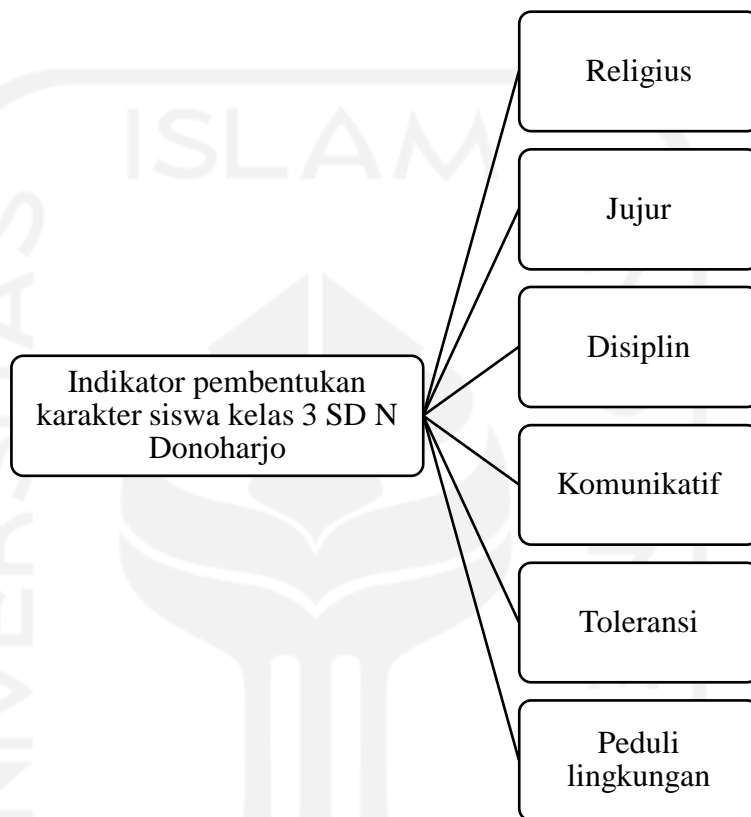 ISLAM
Religius
Jujur
Disiplin
Indikator pembentukan
karakter siswa kelas 3 SD N
Donoharjo
Komunikatif
Toleransi
Peduli
lingkungan